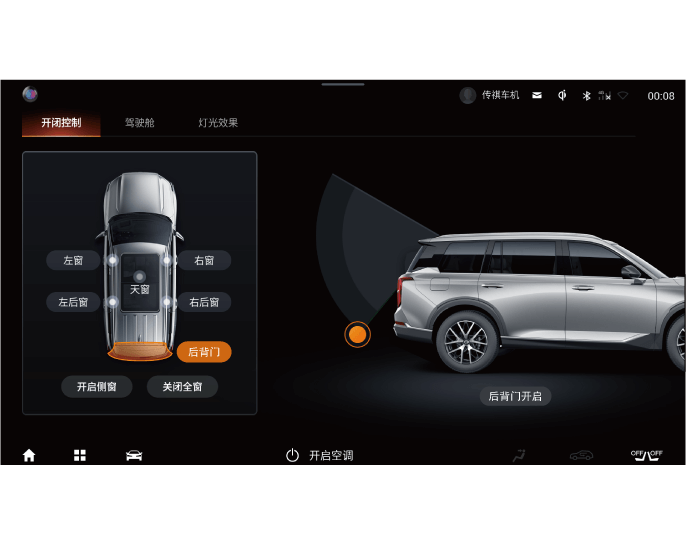 传祺车机
00:08
开闭控制
驾驶舱
灯光效果
左窗
右窗
天窗
左后窗
右后窗
后背门
开启侧窗
关闭全窗
后背门开启
开启空调
OFF
OFF